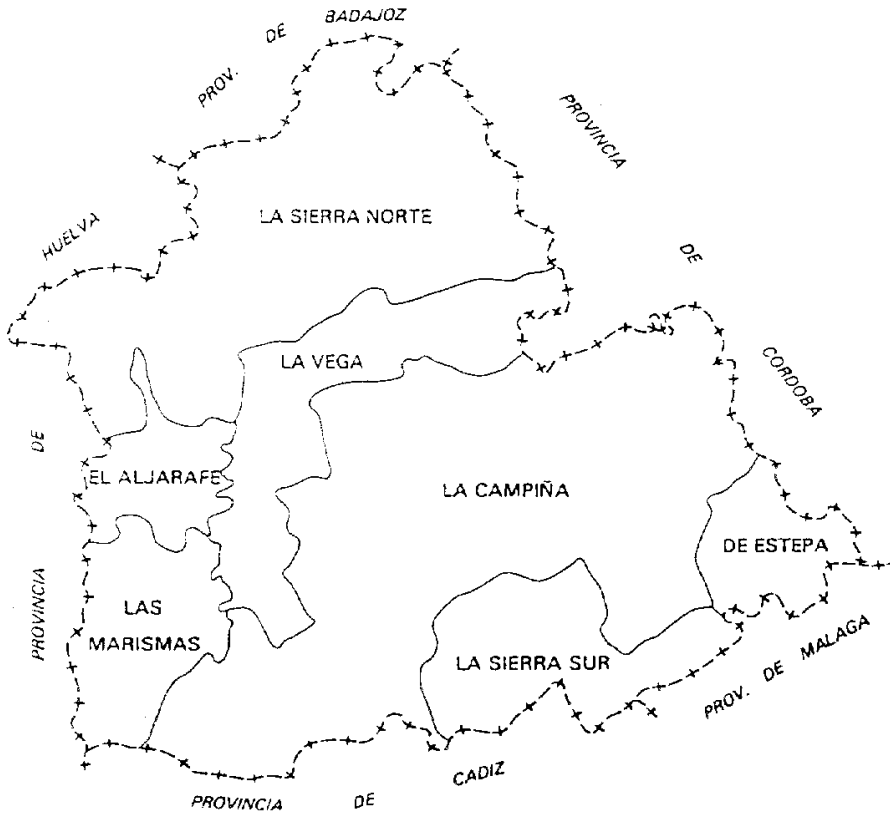 PROV. DE BADAJOZ
PROVINCIA DE CORDOBA
HUELVA
LA SIERRA NORTE
LA VEGA
DE
EL ALJARAFE
LA CAMPIÑA
DE ESTEPA
PROVINCIA
LAS
MARISMAS
LA SIERRA SUR
PROV. DE MALAGA
PROVINCIA DE CADIZ